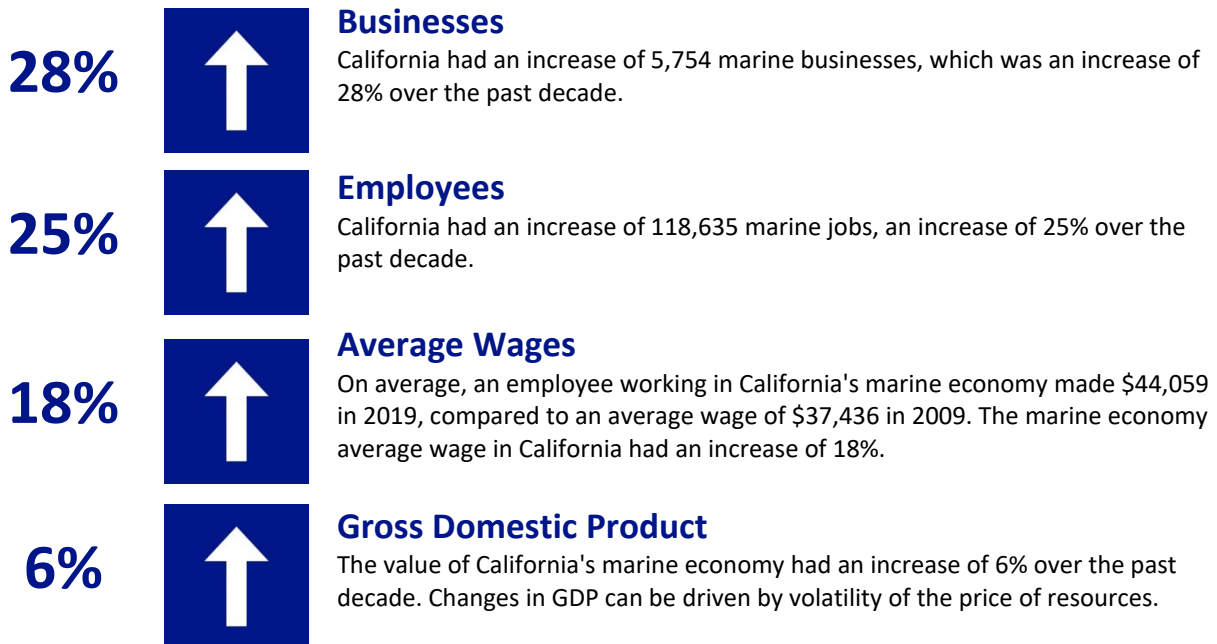 28%
Businesses
California had an increase of 5,754 marine businesses, which was an increase of
28% over the past decade.
25%
Employees
California had an increase of 118,635 marine jobs, an increase of 25% over the
past decade.
18%
Average Wages
On average, an employee working in California's marine economy made $44,059
in 2019, compared to an average wage of $37,436 in 2009. The marine economy
average wage in California had an increase of 18%.
6%
Gross Domestic Product
The value of California's marine economy had an increase of 6% over the past
decade. Changes in GDP can be driven by volatility of the price of resources.